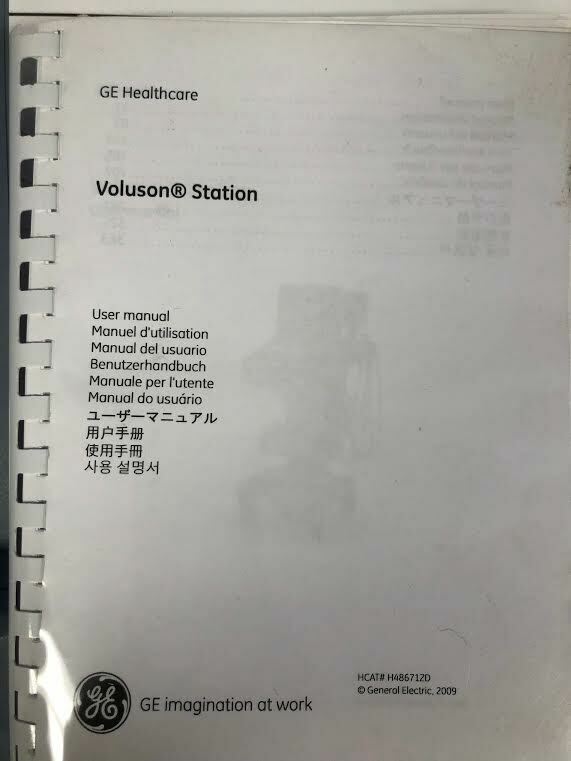 GE Healthcare
Voluson® Station
User manual
Manuel d'utilisation
Manual del usuario
Benutzerhandbuch
Manuale per l'utente
Manual do usuário
ユーザーマニュアル
用户手册
使用手冊
사용 설명서
HCAT# H48671ZD
© General Electric, 2009
GE imagination at work